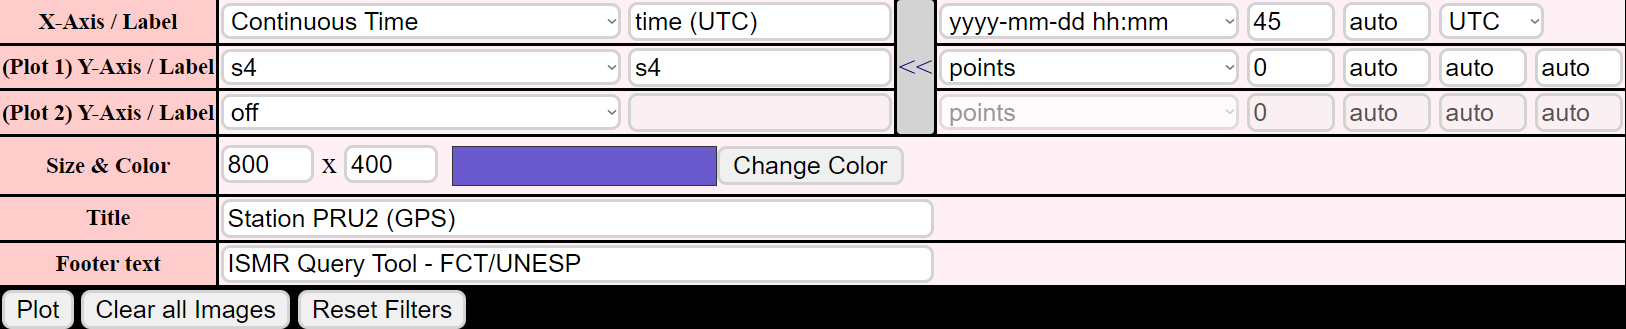 X-Axis / Label Continuous Time time (UTC) yyyy-mm-dd hh:mm 45 auto UTC
(Plot 1) Y-Axis / Label s4 s4 << points 0 auto auto auto
(Plot 2) Y-Axis / Label off points 0 auto auto auto
Size & Color 800 x 400 Change Color
Title Station PRU2 (GPS)
Footer text ISMR Query Tool - FCT/UNESP
Plot Clear all Images Reset Filters